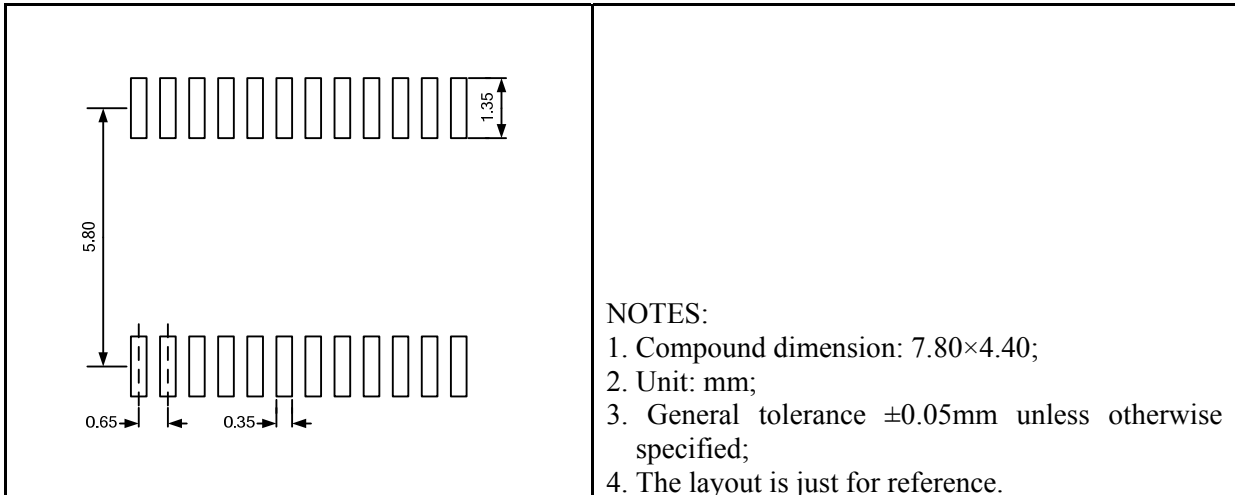 1.35
5.80
0.65
0.35
NOTES:
1. Compound dimension: 7.80×4.40;
2. Unit: mm;
3. General tolerance ±0.05mm unless otherwise
specified;
4. The layout is just for reference.